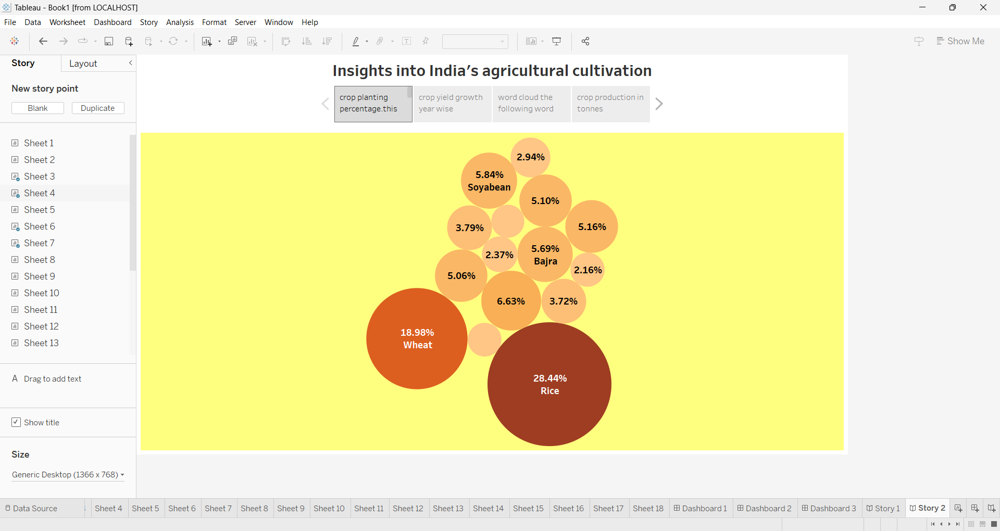 Tableau - Book1 [from LOCALHOST]
File Data Worksheet Dashboard Story Analysis Format Server Window Help
Show Me
Story Layout
New story point
Blank Duplicate
Sheet 1
Sheet 2
Sheet 3
Sheet 4
Sheet 5
Sheet 6
Sheet 7
Sheet 8
Sheet 9
Sheet 10
Sheet 11
Sheet 12
Sheet 13
A Drag to add text
Show title
Size
Generic Desktop (1366 x 768)
Insights into India's agricultural cultivation
crop planting
percentage.this
crop yield growth
year wise
word cloud the
following word
crop production in
tonnes
2.94%
5.84%
Soyabean
5.10%
3.79%
5.16%
5.69%
Bajra
2.37%
2.16%
5.06%
6.63%
3.72%
18.98%
Wheat
28.44%
Rice
Data Source Sheet 4 Sheet 5 Sheet 6 Sheet 7 Sheet 8 Sheet 9 Sheet 10 Sheet 11 Sheet 12 Sheet 13 Sheet 14 Sheet 15 Sheet 16 Sheet 17 Sheet 18 Dashboard 1 Dashboard 2 Dashboard 3 Story 1 Story 2